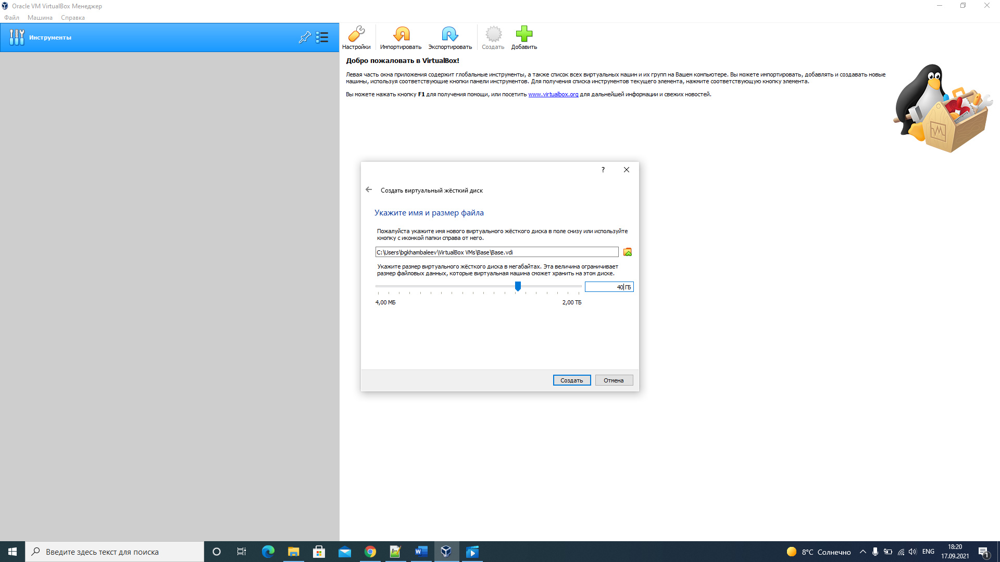 Oracle VM VirtualBox Менеджер
Файл Машина Справка
Инструменты
Настройки Импортировать Экспортировать Создать Добавить
Добро пожаловать в VirtualBox!
Левая часть окна приложения содержит глобальные инструменты, а также список всех виртуальных машин и их групп на Вашем компьютере. Вы можете импортировать, добавлять и создавать новые
машины, используя соответствующие кнопки панели инструментов. Для получения списка инструментов текущего элемента, нажмите соответствующую кнопку элемента.
Вы можете нажать кнопку F1 для получения помощи, или посетить www.virtualbox.org для дальнейшей информации и свежих новостей.
?
Создать виртуальный жёсткий диск
Укажите имя и размер файла
Пожалуйста укажите имя нового виртуального жёсткого диска в поле снизу или используйте
кнопку с иконкой папки справа от него.
C:\Users\bgkhambaleev\VirtualBox VMs\Base\Base.vdi
Укажите размер виртуального жёсткого диска в мегабайтах. Эта величина ограничивает
размер файловых данных, которые виртуальная машина сможет хранить на этом диске.
40 ГБ
4,00 МБ 2,00 ТБ
Создать Отмена
Введите здесь текст для поиска
8°C Солнечно
ENG
18:20
17.09.2021
1